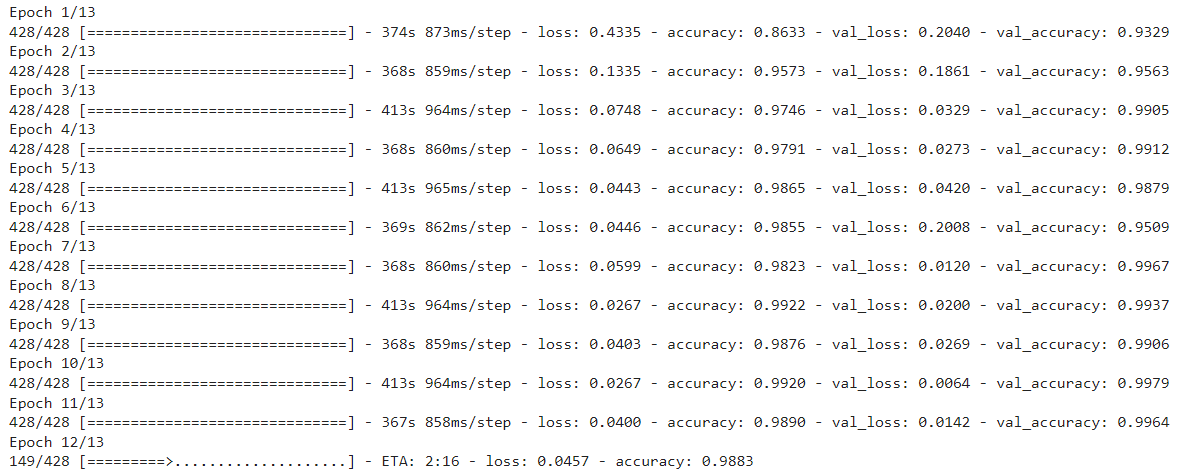 Epoch 1/13
428/428 [==============================] - 374s 873ms/step - loss: 0.4335 - accuracy: 0.8633 - val_loss: 0.2040 - val_accuracy: 0.9329
Epoch 2/13
428/428 [==============================] - 368s 859ms/step - loss: 0.1335 - accuracy: 0.9573 - val_loss: 0.1861 - val_accuracy: 0.9563
Epoch 3/13
428/428 [==============================] - 413s 964ms/step - loss: 0.0748 - accuracy: 0.9746 - val_loss: 0.0329 - val_accuracy: 0.9905
Epoch 4/13
428/428 [==============================] - 368s 860ms/step - loss: 0.0649 - accuracy: 0.9791 - val_loss: 0.0273 - val_accuracy: 0.9912
Epoch 5/13
428/428 [==============================] - 413s 965ms/step - loss: 0.0443 - accuracy: 0.9865 - val_loss: 0.0420 - val_accuracy: 0.9879
Epoch 6/13
428/428 [==============================] - 369s 862ms/step - loss: 0.0446 - accuracy: 0.9855 - val_loss: 0.2008 - val_accuracy: 0.9509
Epoch 7/13
428/428 [==============================] - 368s 860ms/step - loss: 0.0599 - accuracy: 0.9823 - val_loss: 0.0120 - val_accuracy: 0.9967
Epoch 8/13
428/428 [==============================] - 413s 964ms/step - loss: 0.0267 - accuracy: 0.9922 - val_loss: 0.0200 - val_accuracy: 0.9937
Epoch 9/13
428/428 [==============================] - 368s 859ms/step - loss: 0.0403 - accuracy: 0.9876 - val_loss: 0.0269 - val_accuracy: 0.9906
Epoch 10/13
428/428 [==============================] - 413s 964ms/step - loss: 0.0267 - accuracy: 0.9920 - val_loss: 0.0064 - val_accuracy: 0.9979
Epoch 11/13
428/428 [==============================] - 367s 858ms/step - loss: 0.0400 - accuracy: 0.9890 - val_loss: 0.0142 - val_accuracy: 0.9964
Epoch 12/13
149/428 [=========>....................] - ETA: 2:16 - loss: 0.0457 - accuracy: 0.9883